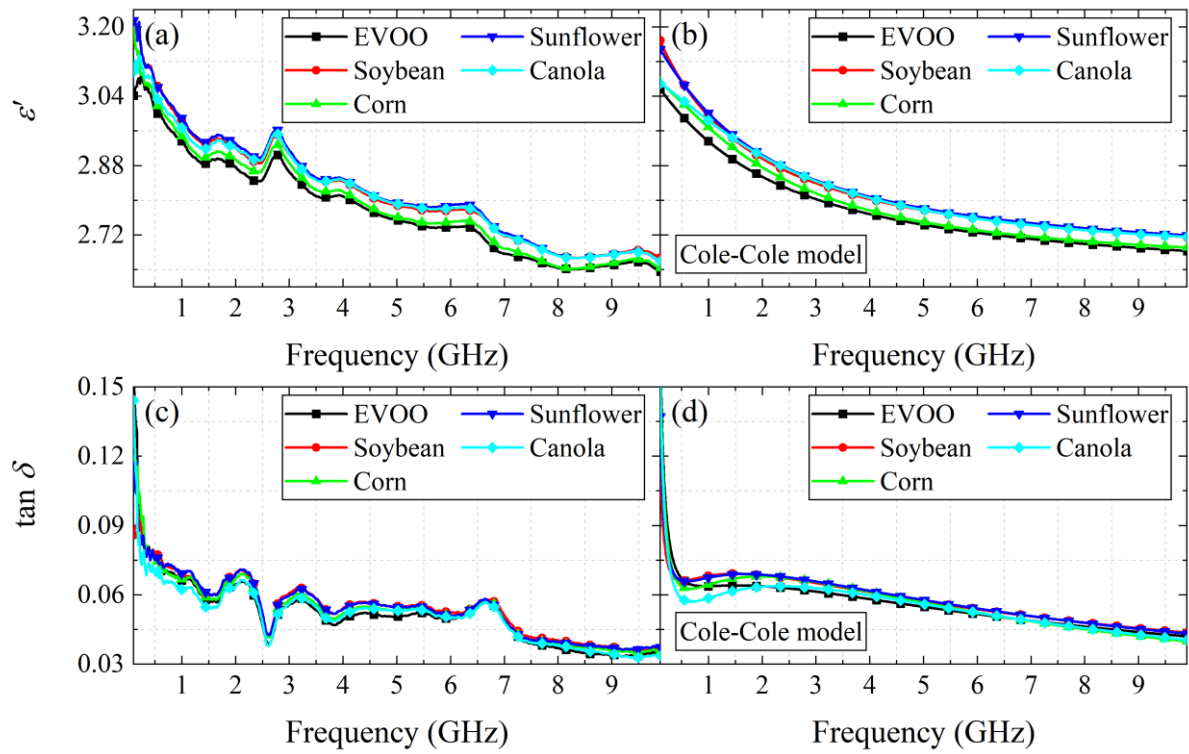 (a)
EVOO
Sunflower
Soybean
Canola
Corn
3.20
3.04
2.88
2.72
ε′
1 2 3 4 5 6 7 8 9
Frequency (GHz)
(b)
EVOO
Sunflower
Soybean
Canola
Corn
Cole-Cole model
1 2 3 4 5 6 7 8 9
Frequency (GHz)
(c)
EVOO
Sunflower
Soybean
Canola
Corn
0.15
0.12
0.09
0.06
0.03
tan δ
1 2 3 4 5 6 7 8 9
Frequency (GHz)
(d)
EVOO
Sunflower
Soybean
Canola
Corn
Cole-Cole model
1 2 3 4 5 6 7 8 9
Frequency (GHz)